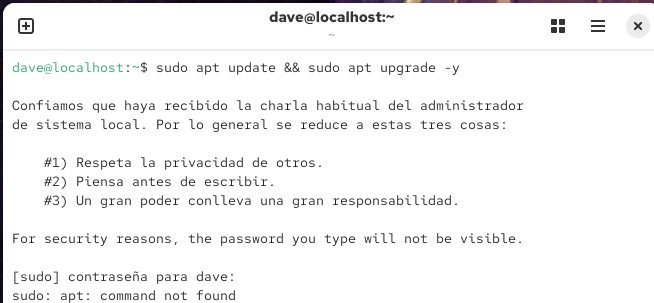 dave@localhost:~
~
dave@localhost:~$ sudo apt update && sudo apt upgrade -y
Confiamos que haya recibido la charla habitual del administrador
de sistema local. Por lo general se reduce a estas tres cosas:
#1) Respeta la privacidad de otros.
#2) Piensa antes de escribir.
#3) Un gran poder conlleva una gran responsabilidad.
For security reasons, the password you type will not be visible.
[sudo] contraseña para dave:
sudo: apt: command not found